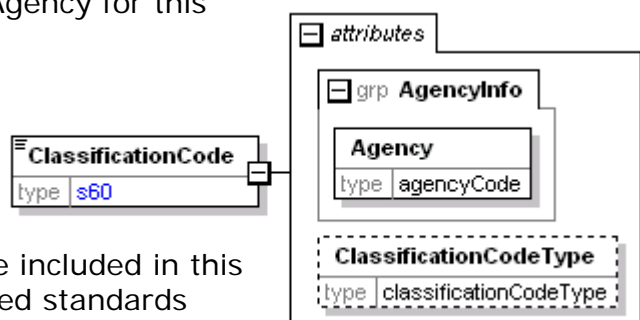 Agency for this
attributes
grp AgencyInfo
Agency
type agencyCode
ClassificationCode
type s60
ClassificationCodeType
type classificationCodeType
e included in this
ed standards